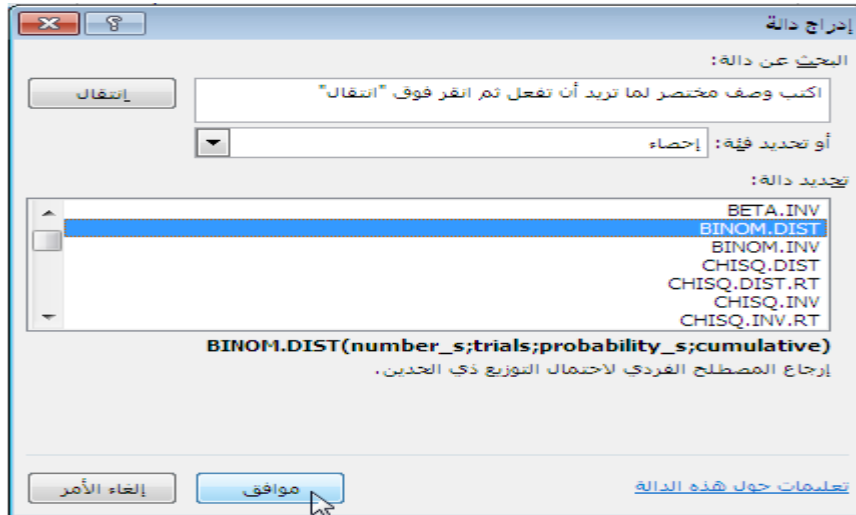 إدراج دالة
البحث عن دالة:
اكتب وصف مختصر لما تريد أن تفعل ثم انقر فوق "انتقال"
إنتقال
أو تحديد فئة: إحصاء
تحديد دالة:
BETA.INV
BINOM.DIST
BINOM.INV
CHISQ.DIST
CHISQ.DIST.RT
CHISQ.INV
CHISQ.INV.RT
BINOM.DIST(number_s;trials;probability_s;cumulative)
إرجاع المصطلح الفردي لاحتمال التوزيع ذي الحدين.
تعليمات حول هذه الدالة
موافق
إلغاء الأمر